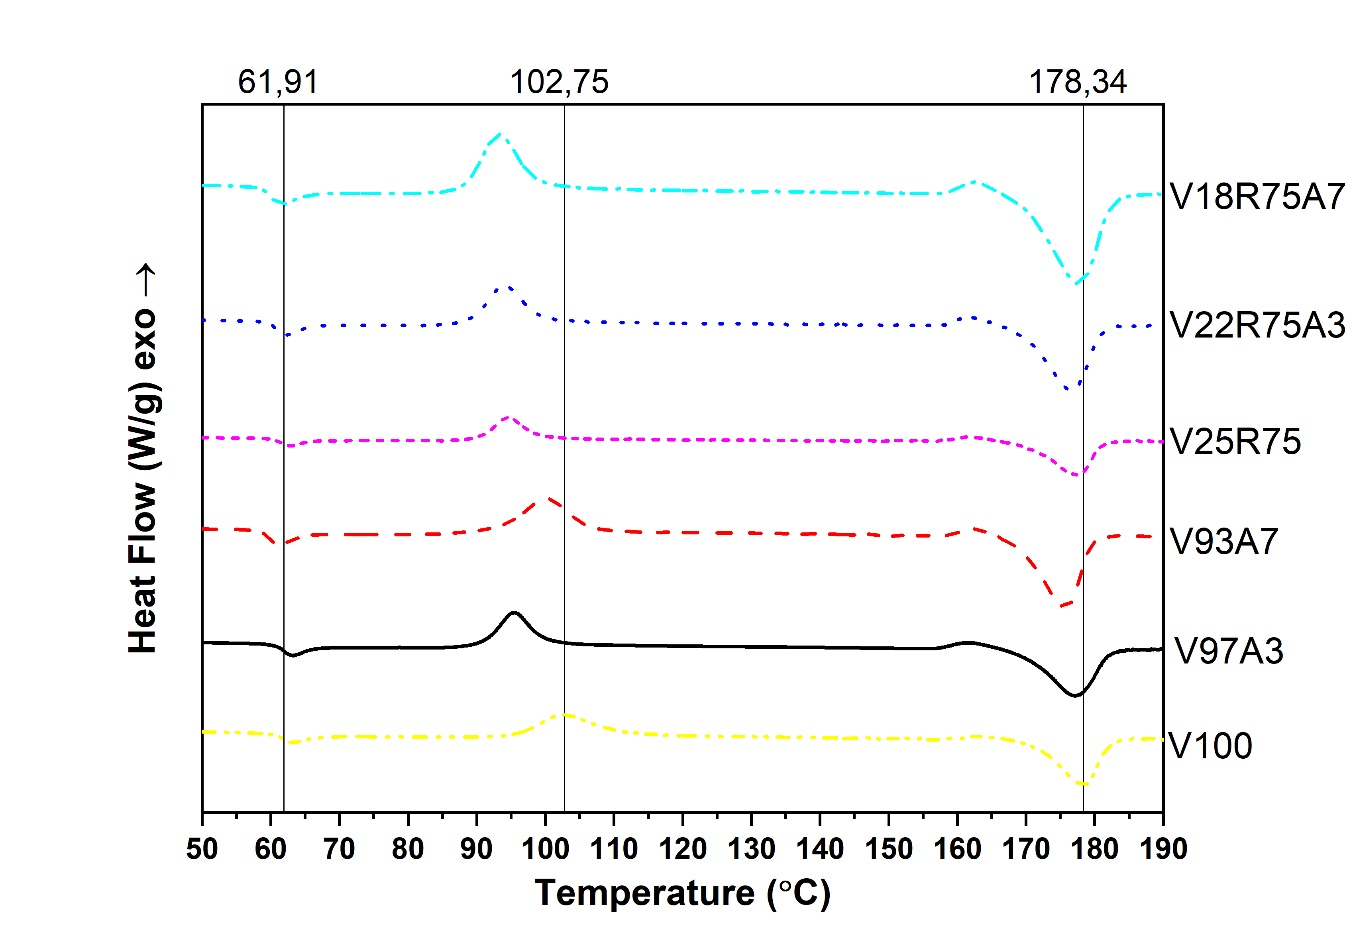 61,91 102,75 178,34
V18R75A7
V22R75A3
V25R75
V93A7
V97A3
V100
Heat Flow (W/g) exo →
50 60 70 80 90 100 110 120 130 140 150 160 170 180 190
Temperature (°C)